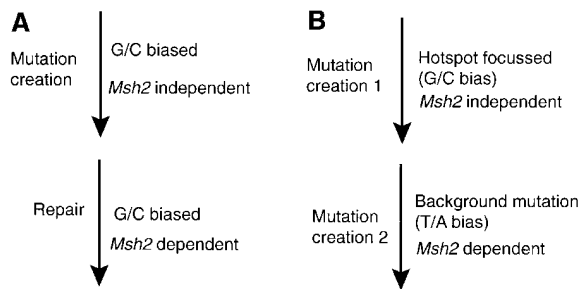 A
Mutation
creation
G/C biased
Msh2 independent
Repair
G/C biased
Msh2 dependent
B
Mutation
creation 1
Hotspot focussed
(G/C bias)
Msh2 independent
Mutation
creation 2
Background mutation
(T/A bias)
Msh2 dependent